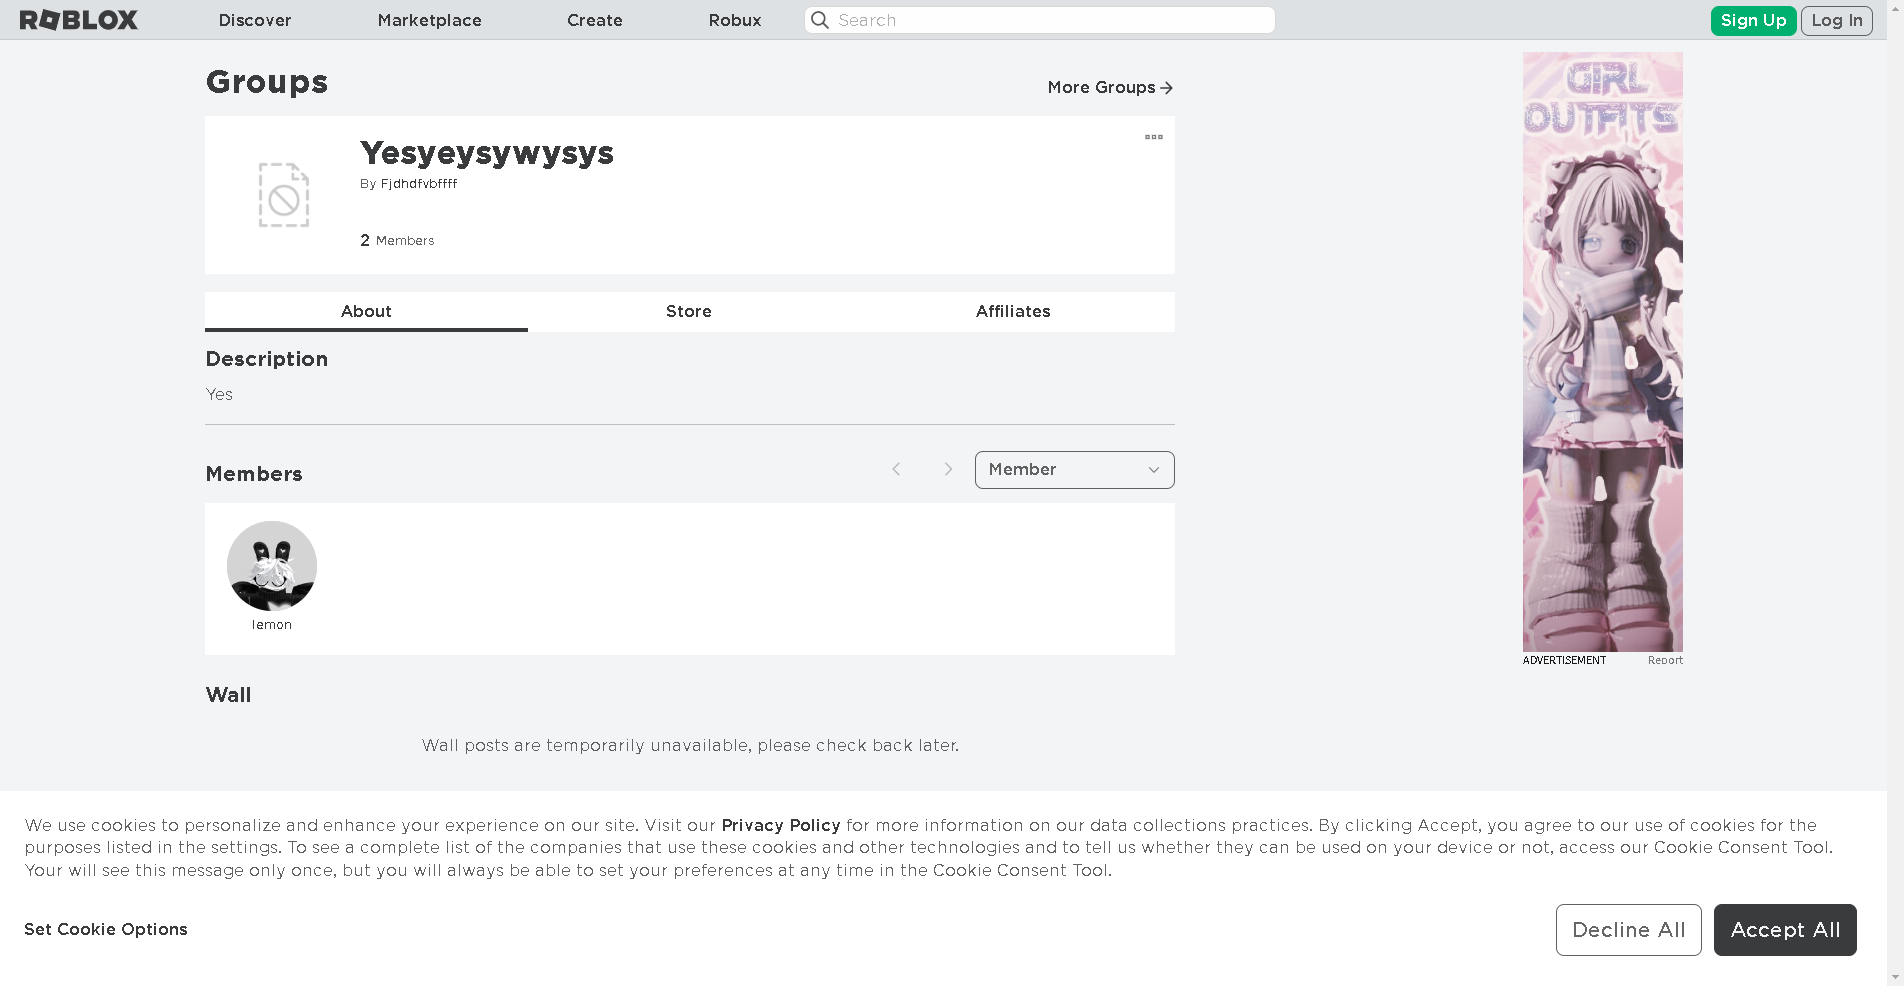 ROBLOX
Discover
Marketplace
Create
Robux
Search
Sign Up
Log In
Groups
More Groups
Yesyeysywysys
By Fjdhdfvbffff
2 Members
About
Store
Affiliates
Description
Yes
Members
Member
lemon
Wall
Wall posts are temporarily unavailable, please check back later.
GIRL
OUTFITS
ADVERTISEMENT
Report
We use cookies to personalize and enhance your experience on our site. Visit our Privacy Policy for more information on our data collections practices. By clicking Accept, you agree to our use of cookies for the
purposes listed in the settings. To see a complete list of the companies that use these cookies and other technologies and to tell us whether they can be used on your device or not, access our Cookie Consent Tool.
Your will see this message only once, but you will always be able to set your preferences at any time in the Cookie Consent Tool.
Set Cookie Options
Decline All
Accept All